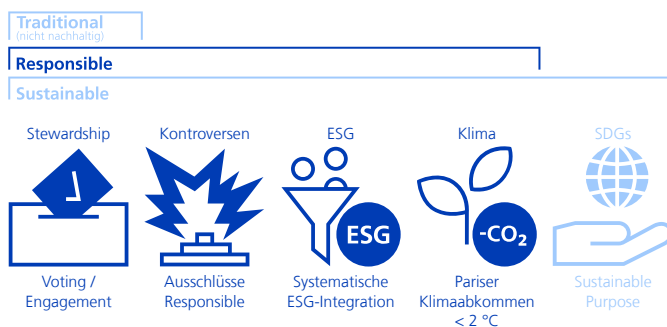 Traditional
(nicht nachhaltig)
Responsible
Sustainable
Stewardship
Kontroversen
ESG
Klima
SDGs
ESG
-CO₂
Voting /
Engagement
Ausschlüsse
Responsible
Systematische
ESG-Integration
Pariser
Klimaabkommen
< 2 °C
Sustainable
Purpose